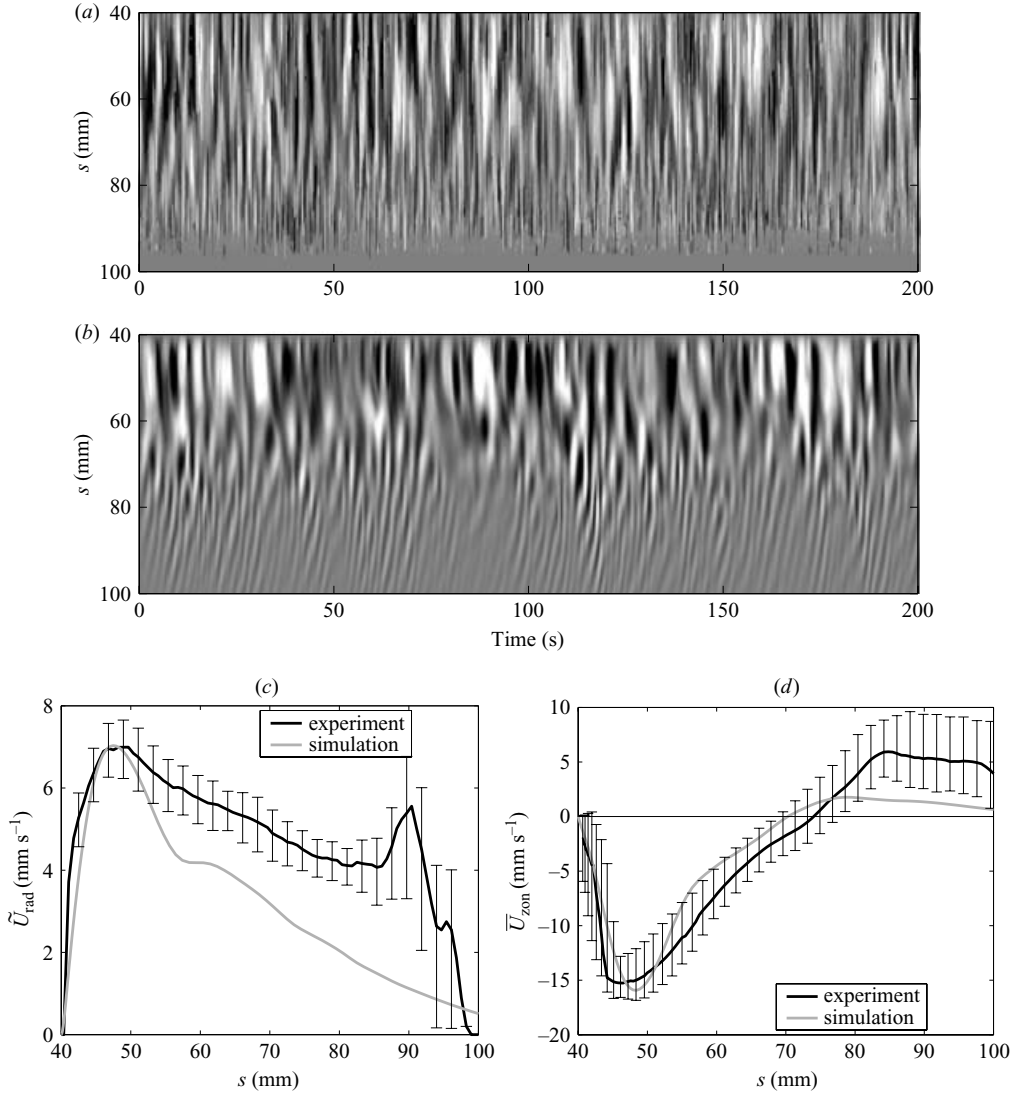 (a)
40
60
80
100
s (mm)
0 50 100 150 200
(b)
40
60
80
100
s (mm)
0 50 100 150 200
Time (s)
(c)
8
6
4
2
0
Ũrad (mm s⁻¹)
experiment
simulation
40 50 60 70 80 90 100
s (mm)
(d)
10
5
0
−5
−10
−15
−20
U̅zon (mm s⁻¹)
experiment
simulation
40 50 60 70 80 90 100
s (mm)